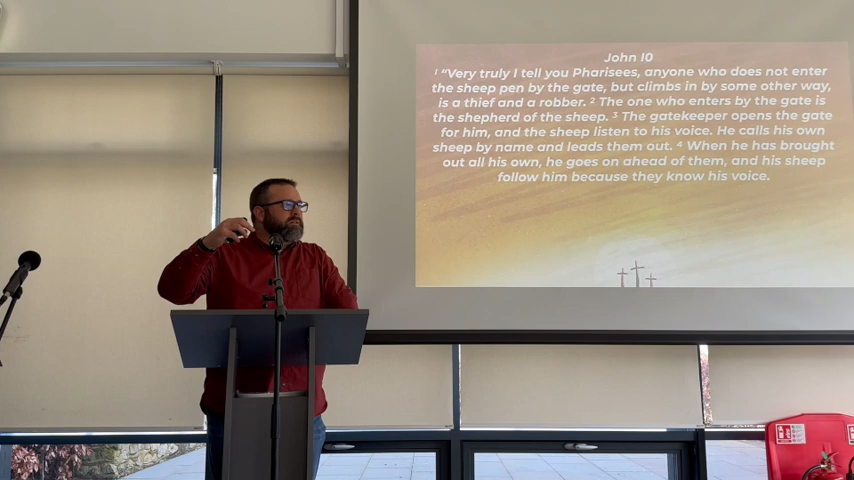 John 10
1 “Very truly I tell you Pharisees, anyone who does not enter
the sheep pen by the gate, but climbs in by some other way,
is a thief and a robber. 2 The one who enters by the gate is
the shepherd of the sheep. 3 The gatekeeper opens the gate
for him, and the sheep listen to his voice. He calls his own
sheep by name and leads them out. 4 When he has brought
out all his own, he goes on ahead of them, and his sheep
follow him because they know his voice.